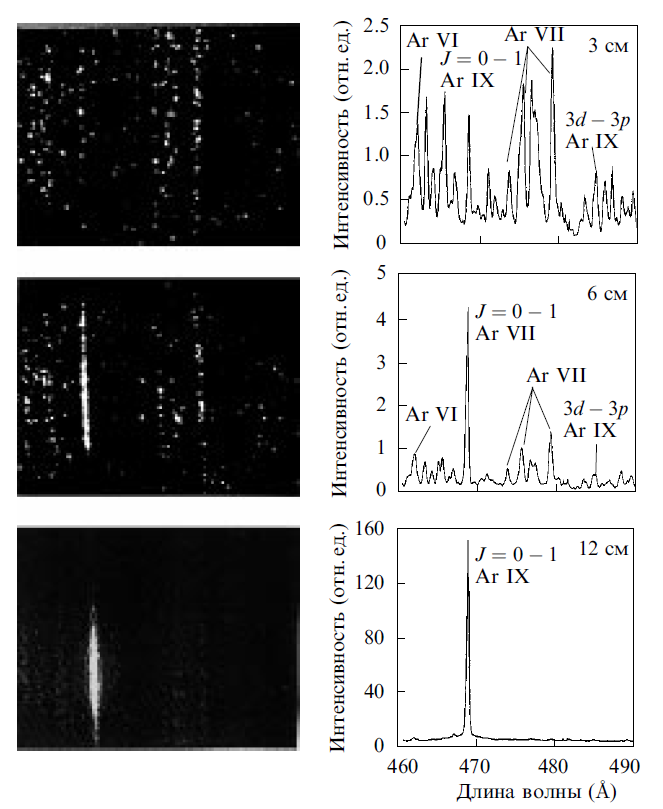 Интенсивность (отн. ед.)
2.5
2.0
1.5
1.0
0.5
0
Ar VI
Ar VII
3 см
J = 0 − 1
Ar IX
3d − 3p
Ar IX
Интенсивность (отн. ед.)
5
4
3
2
1
0
6 см
J = 0 − 1
Ar VII
Ar VII
Ar VI
3d − 3p
Ar IX
Интенсивность (отн. ед.)
160
120
80
40
0
J = 0 − 1
Ar IX
12 см
460 470 480 490
Длина волны (Å)